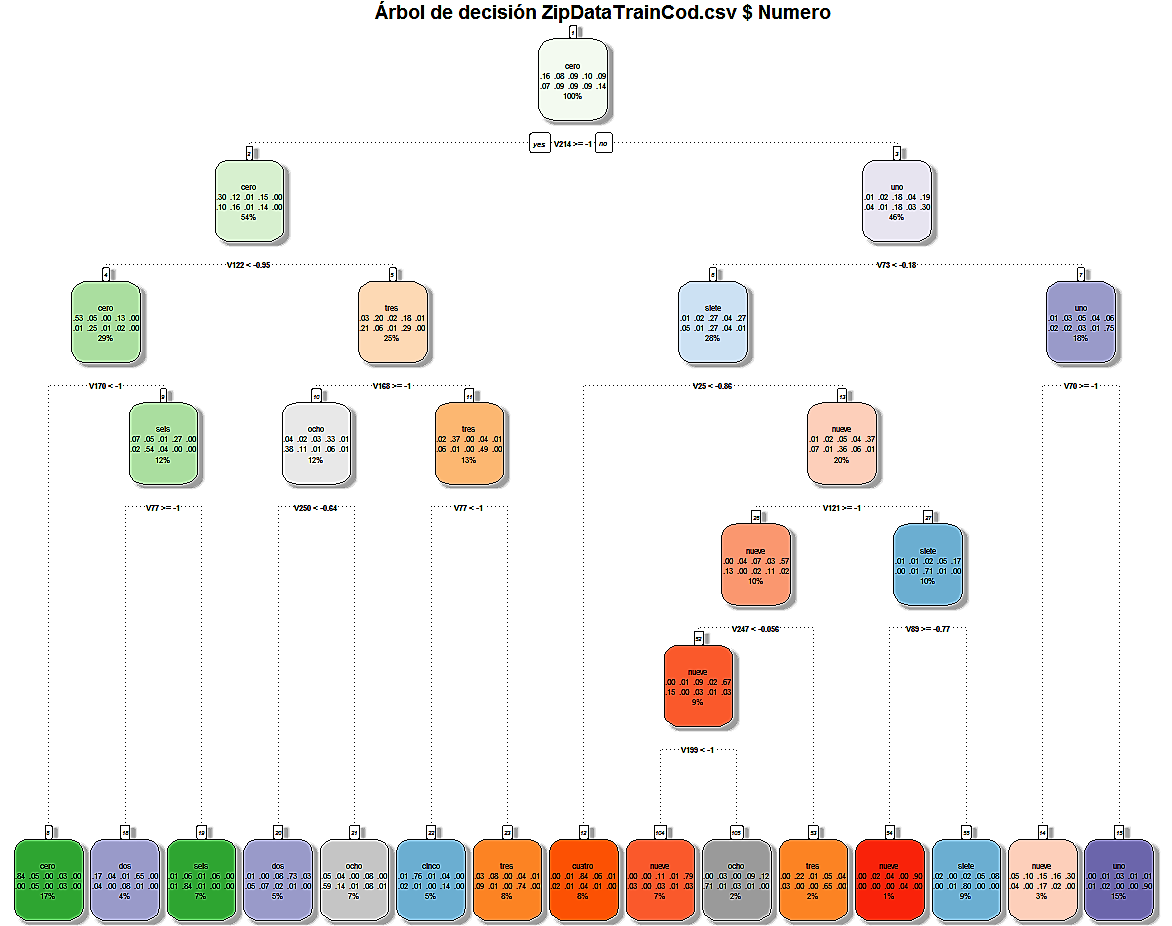 Árbol de decisión ZipDataTrainCod.csv $ Numero
1
cero
.16 .08 .09 .10 .09
.07 .09 .09 .09 .14
100%
yes V214 >= -1 no
2
cero
.30 .12 .01 .15 .00
.10 .16 .01 .14 .00
54%
3
uno
.01 .02 .18 .04 .19
.04 .01 .18 .03 .30
46%
V122 < -0.95
V73 < -0.18
4
cero
.53 .05 .00 .13 .00
.01 .25 .01 .02 .00
29%
5
tres
.03 .20 .02 .18 .01
.21 .06 .01 .29 .00
25%
6
siete
.01 .02 .27 .04 .27
.05 .01 .27 .04 .01
28%
7
uno
.01 .03 .05 .04 .06
.02 .02 .03 .01 .75
18%
V170 < -1
V168 >= -1
V25 < -0.86
V70 >= -1
9
seis
.07 .05 .01 .27 .00
.02 .54 .04 .00 .00
12%
10
ocho
.04 .02 .03 .33 .01
.38 .11 .01 .06 .01
12%
11
tres
.02 .37 .00 .04 .01
.06 .01 .00 .49 .00
13%
13
nueve
.01 .02 .05 .04 .37
.07 .01 .36 .06 .01
20%
V77 >= -1
V250 < -0.64
V77 < -1
V121 >= -1
26
nueve
.00 .04 .07 .03 .57
.13 .00 .02 .11 .02
10%
27
siete
.01 .01 .02 .05 .17
.00 .01 .71 .01 .00
10%
V247 < -0.056
V89 >= -0.77
52
nueve
.00 .01 .09 .02 .67
.15 .00 .03 .01 .03
9%
V199 < -1
8
cero
.84 .05 .00 .03 .00
.00 .05 .00 .03 .00
17%
18
dos
.17 .04 .01 .65 .00
.04 .00 .08 .01 .00
4%
19
seis
.01 .06 .01 .06 .00
.01 .84 .01 .00 .00
7%
20
dos
.01 .00 .08 .73 .03
.05 .07 .02 .01 .00
5%
21
ocho
.05 .04 .00 .08 .00
.59 .14 .01 .08 .01
7%
22
cinco
.01 .76 .01 .04 .00
.02 .01 .00 .14 .00
5%
23
tres
.03 .08 .00 .04 .01
.09 .01 .00 .74 .00
8%
12
cuatro
.01 .01 .84 .06 .01
.02 .01 .04 .01 .00
8%
104
nueve
.00 .00 .11 .01 .79
.03 .00 .03 .01 .03
7%
105
ocho
.00 .03 .00 .09 .12
.71 .01 .03 .01 .00
2%
53
tres
.00 .22 .01 .05 .04
.03 .00 .00 .65 .00
2%
54
nueve
.00 .02 .00 .04 .90
.00 .00 .04 .00 .00
1%
55
siete
.02 .00 .02 .05 .08
.00 .01 .80 .00 .00
9%
14
nueve
.05 .10 .15 .16 .30
.04 .00 .17 .02 .00
3%
15
uno
.00 .01 .03 .01 .01
.01 .02 .00 .00 .90
15%